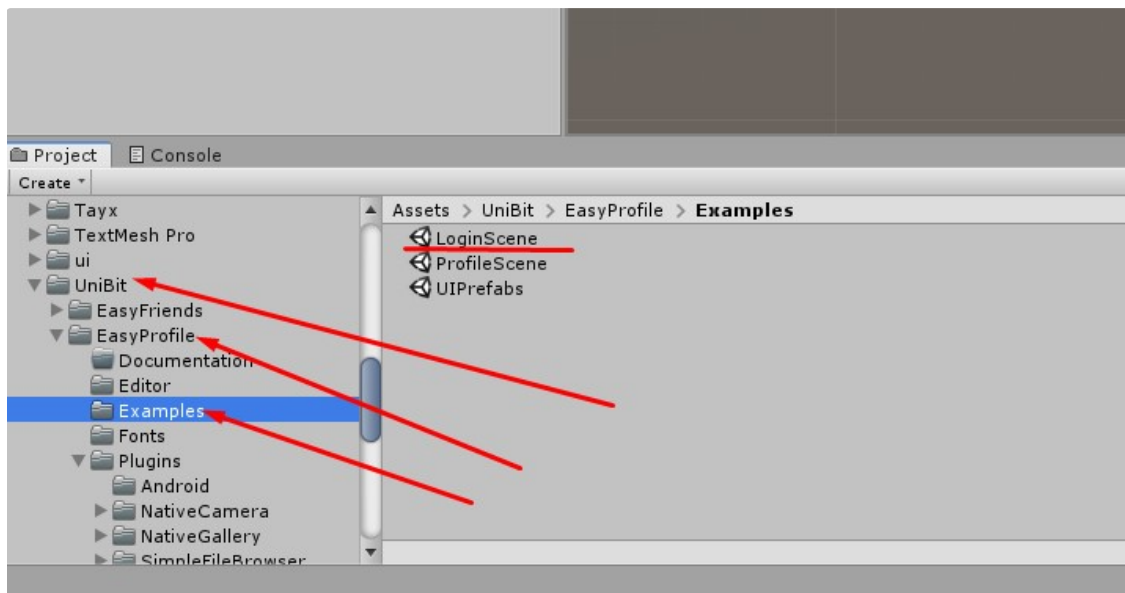 Project Console
Create
Tayx
TextMesh Pro
ui
UniBit
EasyFriends
EasyProfile
Documentation
Editor
Examples
Fonts
Plugins
Android
NativeCamera
NativeGallery
SimpleFileBrowser
Assets > UniBit > EasyProfile > Examples
LoginScene
ProfileScene
UIPrefabs